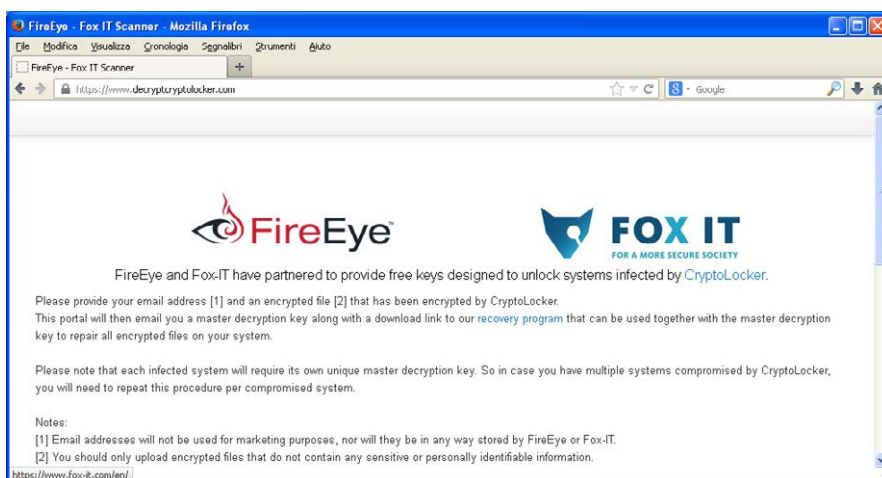 FireEye - Fox IT Scanner - Mozilla Firefox
File Modifica Visualizza Cronologia Segnalibri Strumenti Aiuto
FireEye - Fox IT Scanner +
https://www.decryptcryptolocker.com Google
FireEye™ FOX IT
FOR A MORE SECURE SOCIETY
FireEye and Fox-IT have partnered to provide free keys designed to unlock systems infected by CryptoLocker.
Please provide your email address [1] and an encrypted file [2] that has been encrypted by CryptoLocker.
This portal will then email you a master decryption key along with a download link to our recovery program that can be used together with the master decryption
key to repair all encrypted files on your system.
Please note that each infected system will require its own unique master decryption key. So in case you have multiple systems compromised by CryptoLocker,
you will need to repeat this procedure per compromised system.
Notes:
[1] Email addresses will not be used for marketing purposes, nor will they be in any way stored by FireEye or Fox-IT.
[2] You should only upload encrypted files that do not contain any sensitive or personally identifiable information.
https://www.fox-it.com/en/